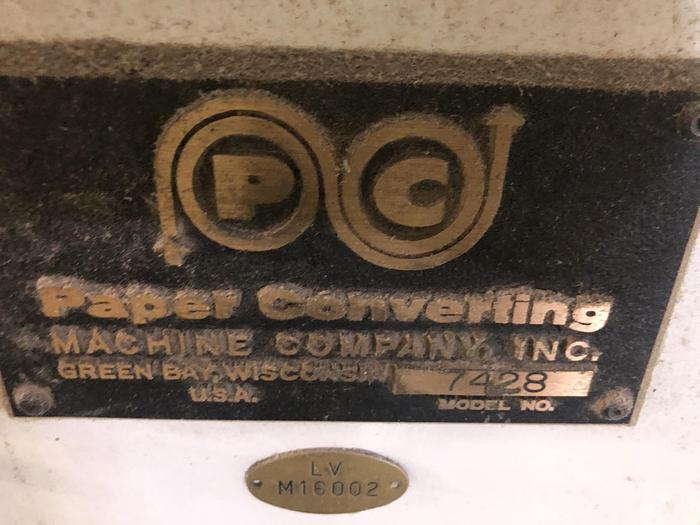 PC
Paper Converting
MACHINE COMPANY, INC.
GREEN BAY, WISCONSIN 7428
U.S.A. MODEL NO.
LV
M16002